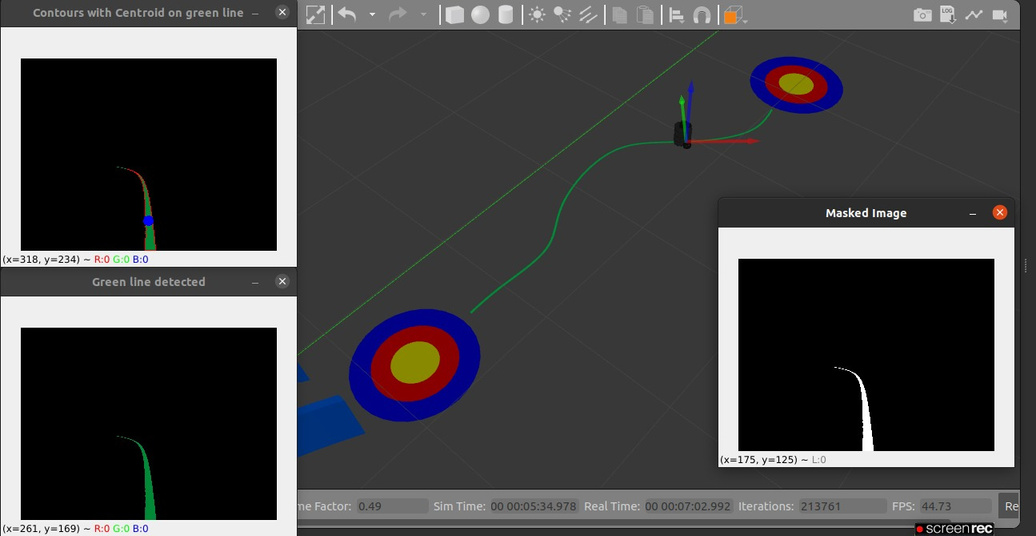 Contours with Centroid on green line
(x=318, y=234) ~ R:0 G:0 B:0
Green line detected
(x=261, y=169) ~ R:0 G:0 B:0
LOG
Masked Image
(x=175, y=125) ~ L:0
me Factor: 0.49 Sim Time: 00 00:05:34.978 Real Time: 00 00:07:02.992 Iterations: 213761 FPS: 44.73 Re
screenrec